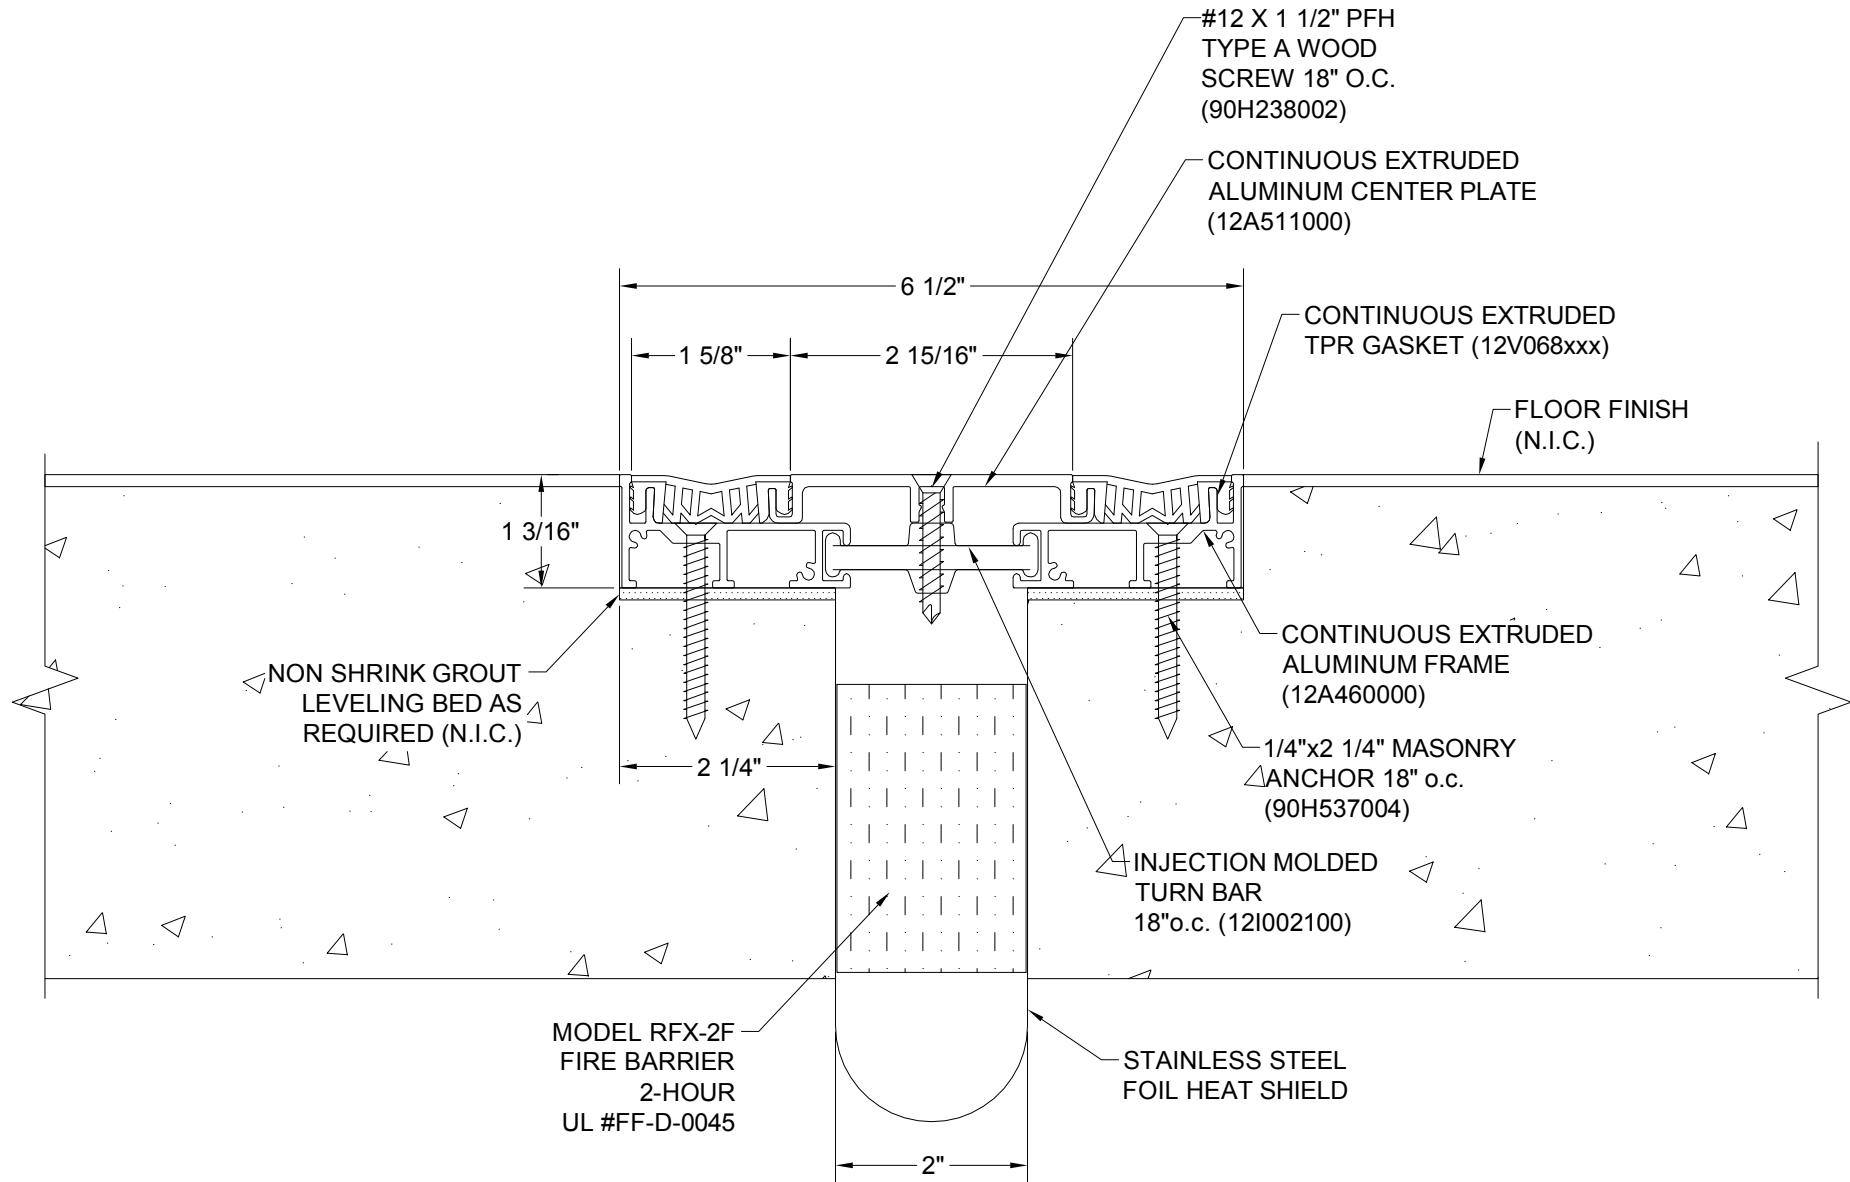 #12 X 1 1/2" PFH
TYPE A WOOD
SCREW 18" O.C.
(90H238002)
CONTINUOUS EXTRUDED
ALUMINUM CENTER PLATE
(12A511000)
6 1/2"
CONTINUOUS EXTRUDED
TPR GASKET (12V068xxx)
1 5/8"
2 15/16"
FLOOR FINISH
(N.I.C.)
1 3/16"
NON SHRINK GROUT
LEVELING BED AS
REQUIRED (N.I.C.)
CONTINUOUS EXTRUDED
ALUMINUM FRAME
(12A460000)
2 1/4"
1/4"x2 1/4" MASONRY
ANCHOR 18" o.c.
(90H537004)
INJECTION MOLDED
TURN BAR
18"o.c. (12I002100)
MODEL RFX-2F
FIRE BARRIER
2-HOUR
UL #FF-D-0045
STAINLESS STEEL
FOIL HEAT SHIELD
2"